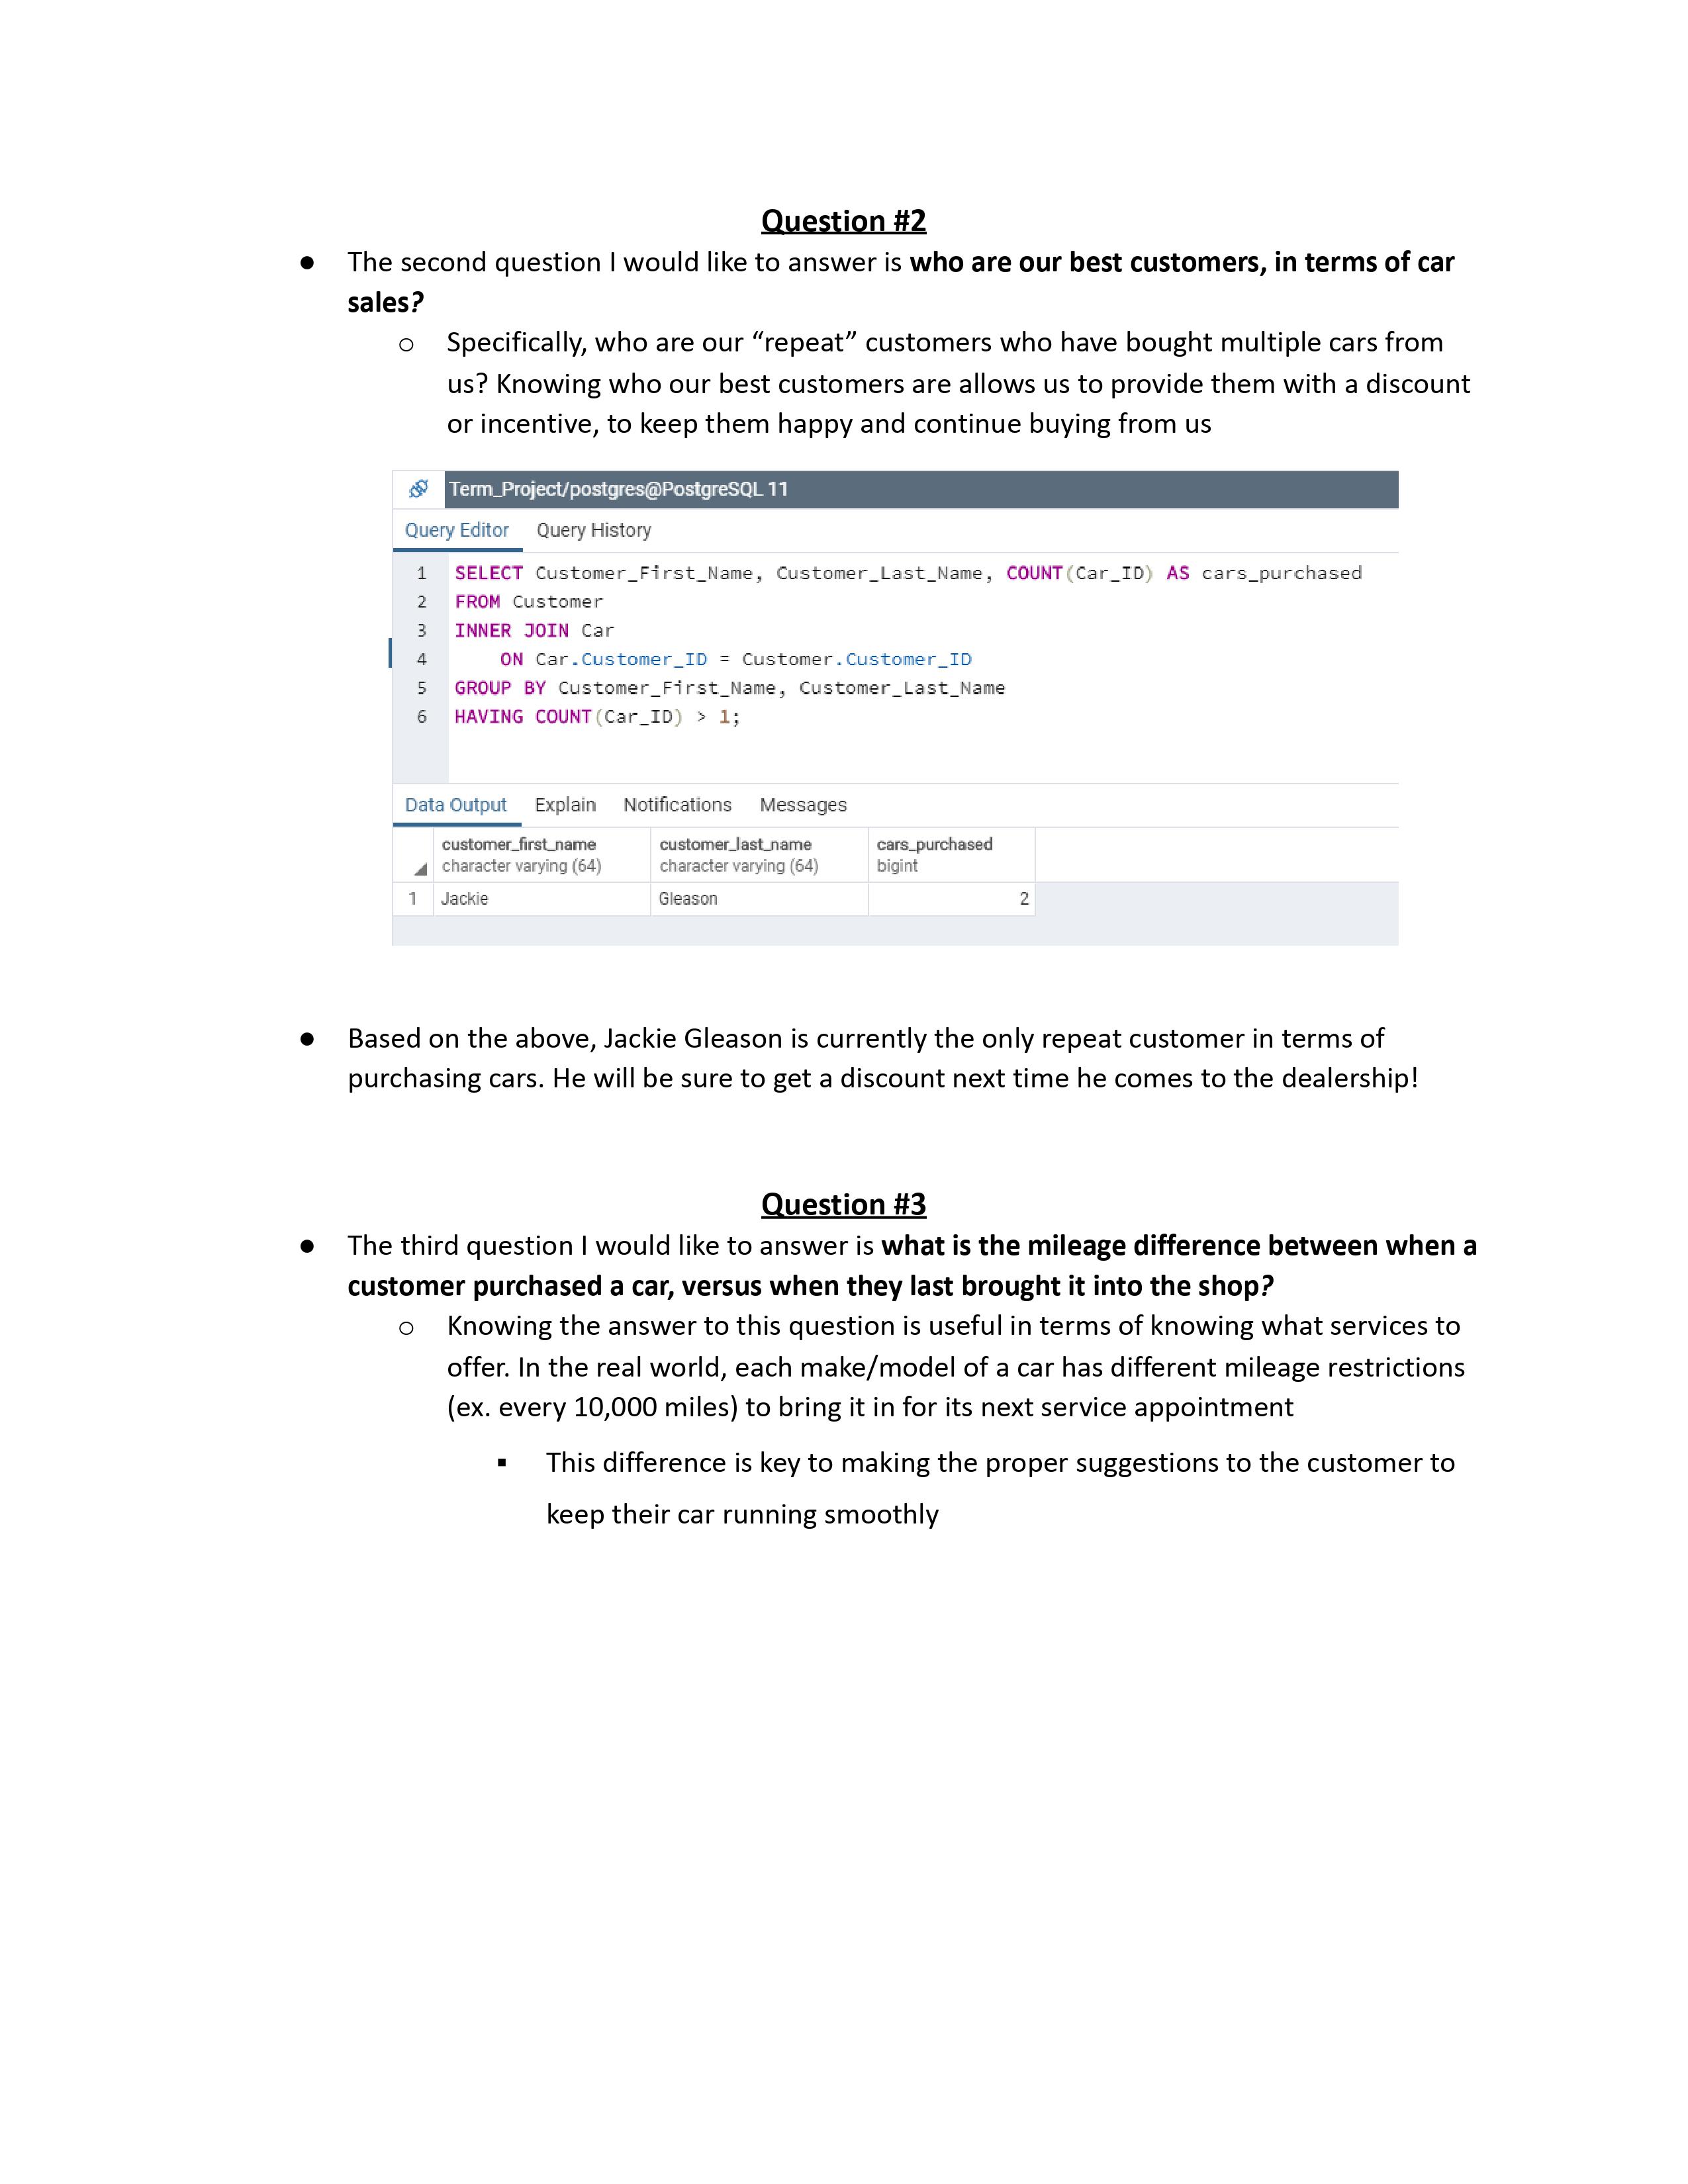 Question #2
● The second question I would like to answer is who are our best customers, in terms of car
sales?
o Specifically, who are our “repeat” customers who have bought multiple cars from
us? Knowing who our best customers are allows us to provide them with a discount
or incentive, to keep them happy and continue buying from us
Term_Project/postgres@PostgreSQL 11
Query Editor Query History
1 SELECT Customer_First_Name, Customer_Last_Name, COUNT(Car_ID) AS cars_purchased
2 FROM Customer
3 INNER JOIN Car
4 ON Car.Customer_ID = Customer.Customer_ID
5 GROUP BY Customer_First_Name, Customer_Last_Name
6 HAVING COUNT(Car_ID) > 1;
Data Output Explain Notifications Messages
customer_first_name customer_last_name cars_purchased
character varying (64) character varying (64) bigint
1 Jackie Gleason 2
● Based on the above, Jackie Gleason is currently the only repeat customer in terms of
purchasing cars. He will be sure to get a discount next time he comes to the dealership!
Question #3
● The third question I would like to answer is what is the mileage difference between when a
customer purchased a car, versus when they last brought it into the shop?
o Knowing the answer to this question is useful in terms of knowing what services to
offer. In the real world, each make/model of a car has different mileage restrictions
(ex. every 10,000 miles) to bring it in for its next service appointment
▪ This difference is key to making the proper suggestions to the customer to
keep their car running smoothly